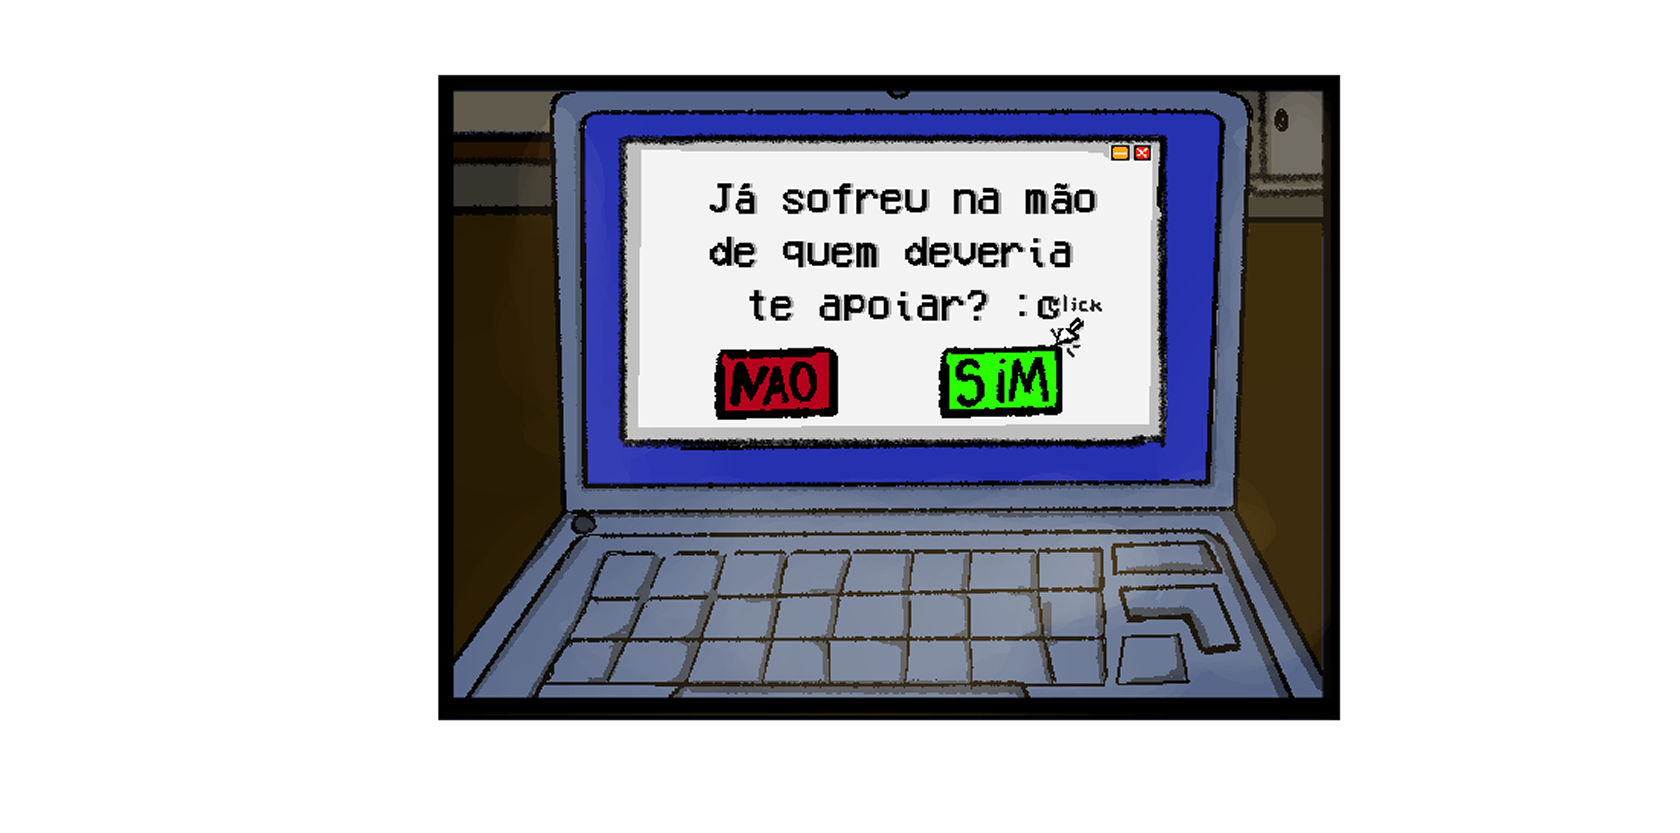 Já sofreu na mão
de quem deveria
te apoiar? :c
click
NAO
SiM